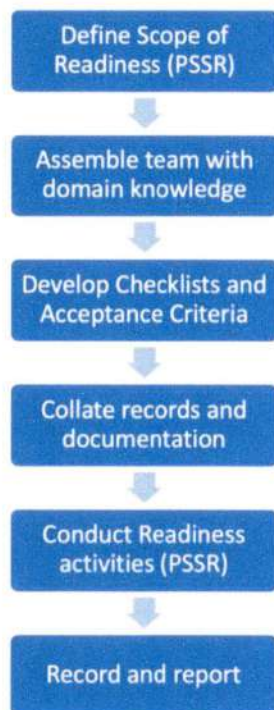 Define Scope of
Readiness (PSSR)
Assemble team with
domain knowledge
Develop Checklists and
Acceptance Criteria
Collate records and
documentation
Conduct Readiness
activities (PSSR)
Record and report